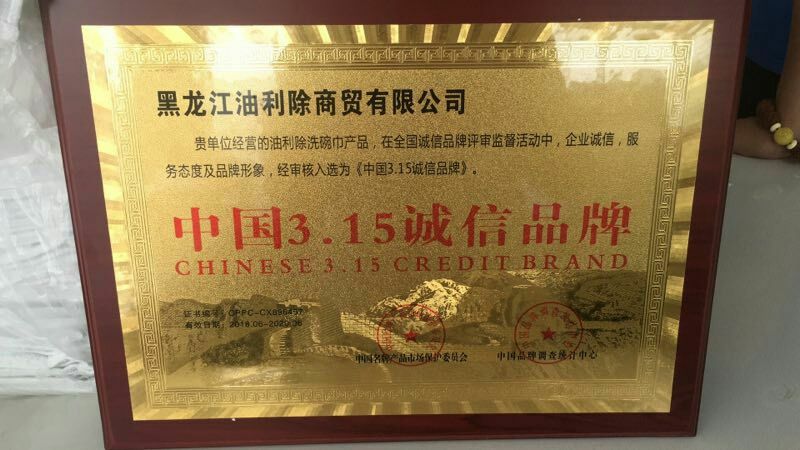 黑龙江油利除商贸有限公司
贵单位经营的油利除洗碗巾产品，在全国诚信品牌评审监督活动中，企业诚信，服
务态度及品牌形象，经审核入选为《中国3.15诚信品牌》。
中国3.15诚信品牌
CHINESE 3.15 CREDIT BRAND
证书编号：CPPC-CX896497
有效日期：2018.06-2020.06
中国名牌产品市场保护委员会
中国品牌调查统计中心